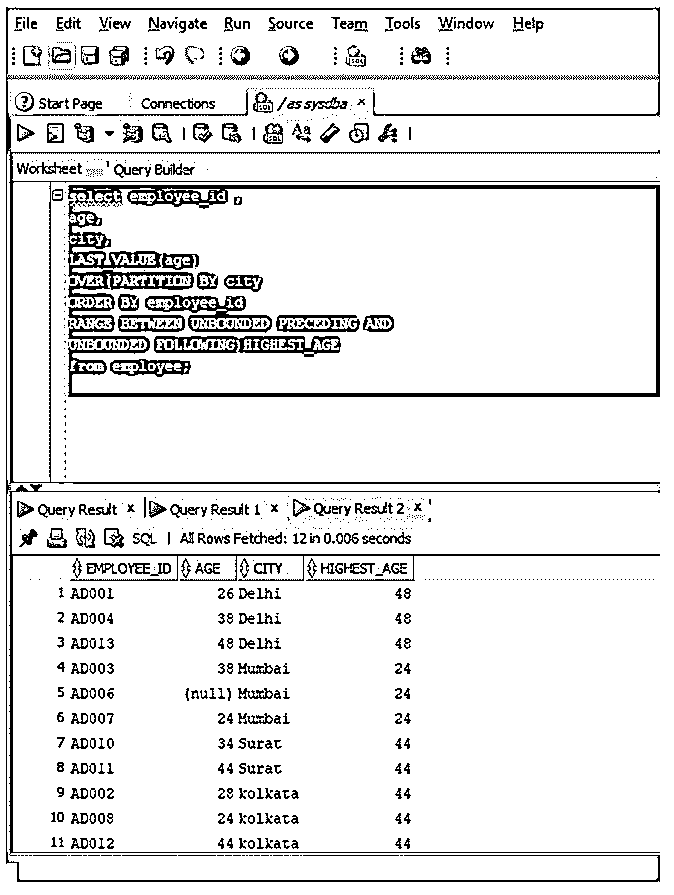 File Edit View Navigate Run Source Team Tools Window Help
Start Page Connections / as sysdba ×
Worksheet Query Builder
select employee_id ,
age,
city,
LAST_VALUE(age)
OVER(PARTITION BY city
ORDER BY employee_id
RANGE BETWEEN UNBOUNDED PRECEDING AND
UNBOUNDED FOLLOWING)HIGHEST_AGE
from employee;
Query Result × Query Result 1 × Query Result 2 ×
SQL | All Rows Fetched: 12 in 0.006 seconds
EMPLOYEE_ID AGE CITY HIGHEST_AGE
1 AD001 26 Delhi 48
2 AD004 38 Delhi 48
3 AD013 48 Delhi 48
4 AD003 38 Mumbai 24
5 AD006 (null) Mumbai 24
6 AD007 24 Mumbai 24
7 AD010 34 Surat 44
8 AD011 44 Surat 44
9 AD002 28 kolkata 44
10 AD008 24 kolkata 44
11 AD012 44 kolkata 44